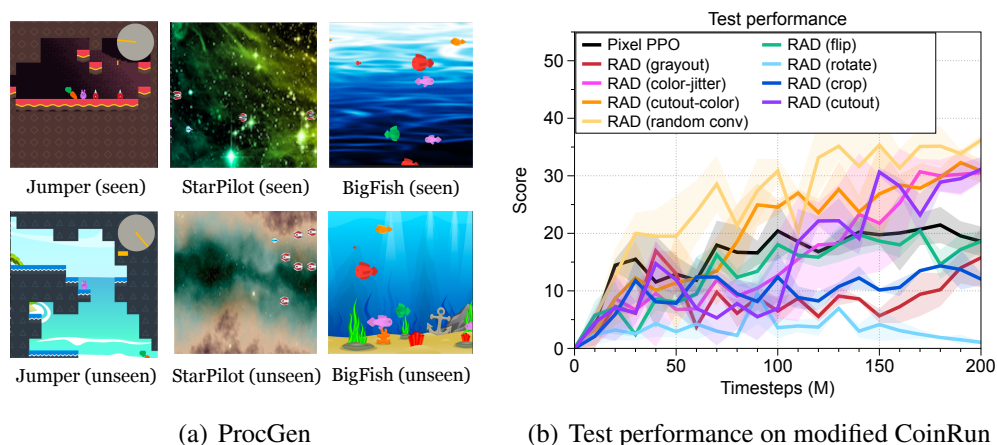 Jumper (seen)
StarPilot (seen)
BigFish (seen)
Jumper (unseen)
StarPilot (unseen)
BigFish (unseen)
(a) ProcGen
Test performance
Pixel PPO
RAD (grayout)
RAD (color-jitter)
RAD (cutout-color)
RAD (random conv)
RAD (flip)
RAD (rotate)
RAD (crop)
RAD (cutout)
Score
50
40
30
20
10
0
0 50 100 150 200
Timesteps (M)
(b) Test performance on modified CoinRun